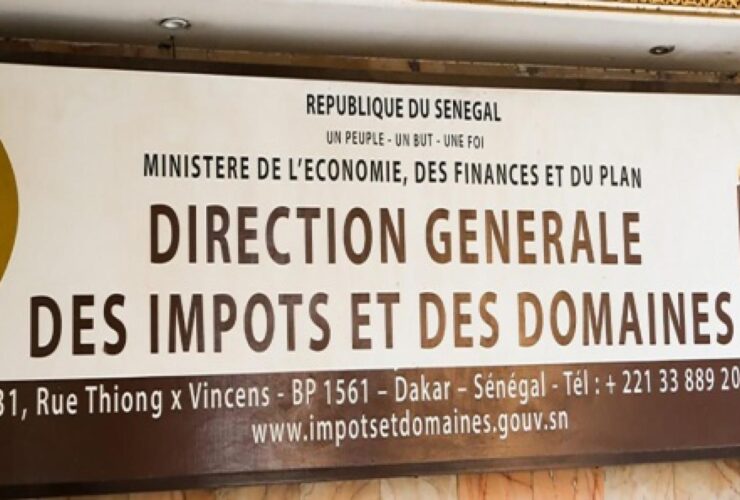 REPUBLIQUE DU SENEGAL
UN PEUPLE - UN BUT - UNE FOI
MINISTERE DE L'ECONOMIE, DES FINANCES ET DU PLAN
DIRECTION GENERALE
DES IMPOTS ET DES DOMAINES
31, Rue Thiong x Vincens - BP 1561 – Dakar – Sénégal - Tél : + 221 33 889 20
www.impotsetdomaines.gouv.sn